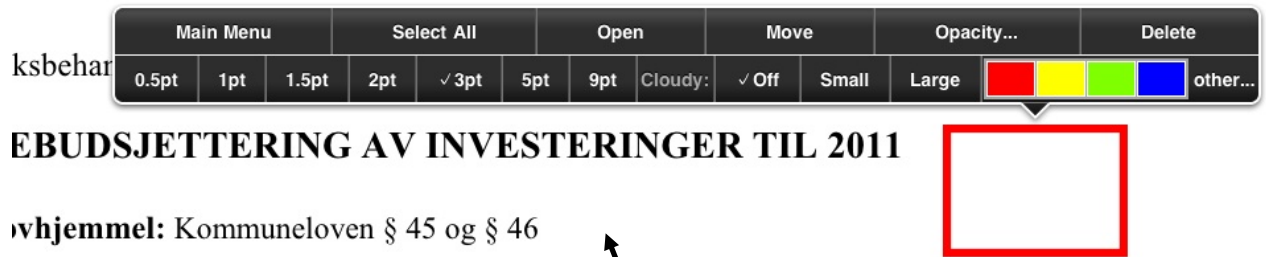 Main Menu Select All Open Move Opacity... Delete
0.5pt 1pt 1.5pt 2pt ✓3pt 5pt 9pt Cloudy: ✓Off Small Large other...
ksbehar
EBUDSJETTERING AV INVESTERINGER TIL 2011
ovhjemmel: Kommuneloven § 45 og § 46